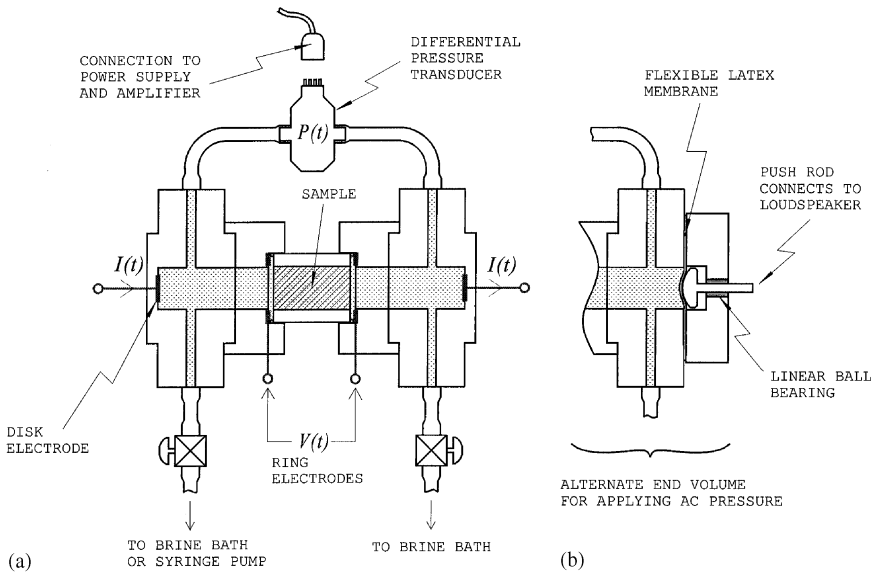 CONNECTION TO
POWER SUPPLY
AND AMPLIFIER
DIFFERENTIAL
PRESSURE
TRANSDUCER
P(t)
SAMPLE
I(t)
I(t)
DISK
ELECTRODE
V(t)
RING
ELECTRODES
TO BRINE BATH
OR SYRINGE PUMP
TO BRINE BATH
(a)
FLEXIBLE LATEX
MEMBRANE
PUSH ROD
CONNECTS TO
LOUDSPEAKER
LINEAR BALL
BEARING
ALTERNATE END VOLUME
FOR APPLYING AC PRESSURE
(b)